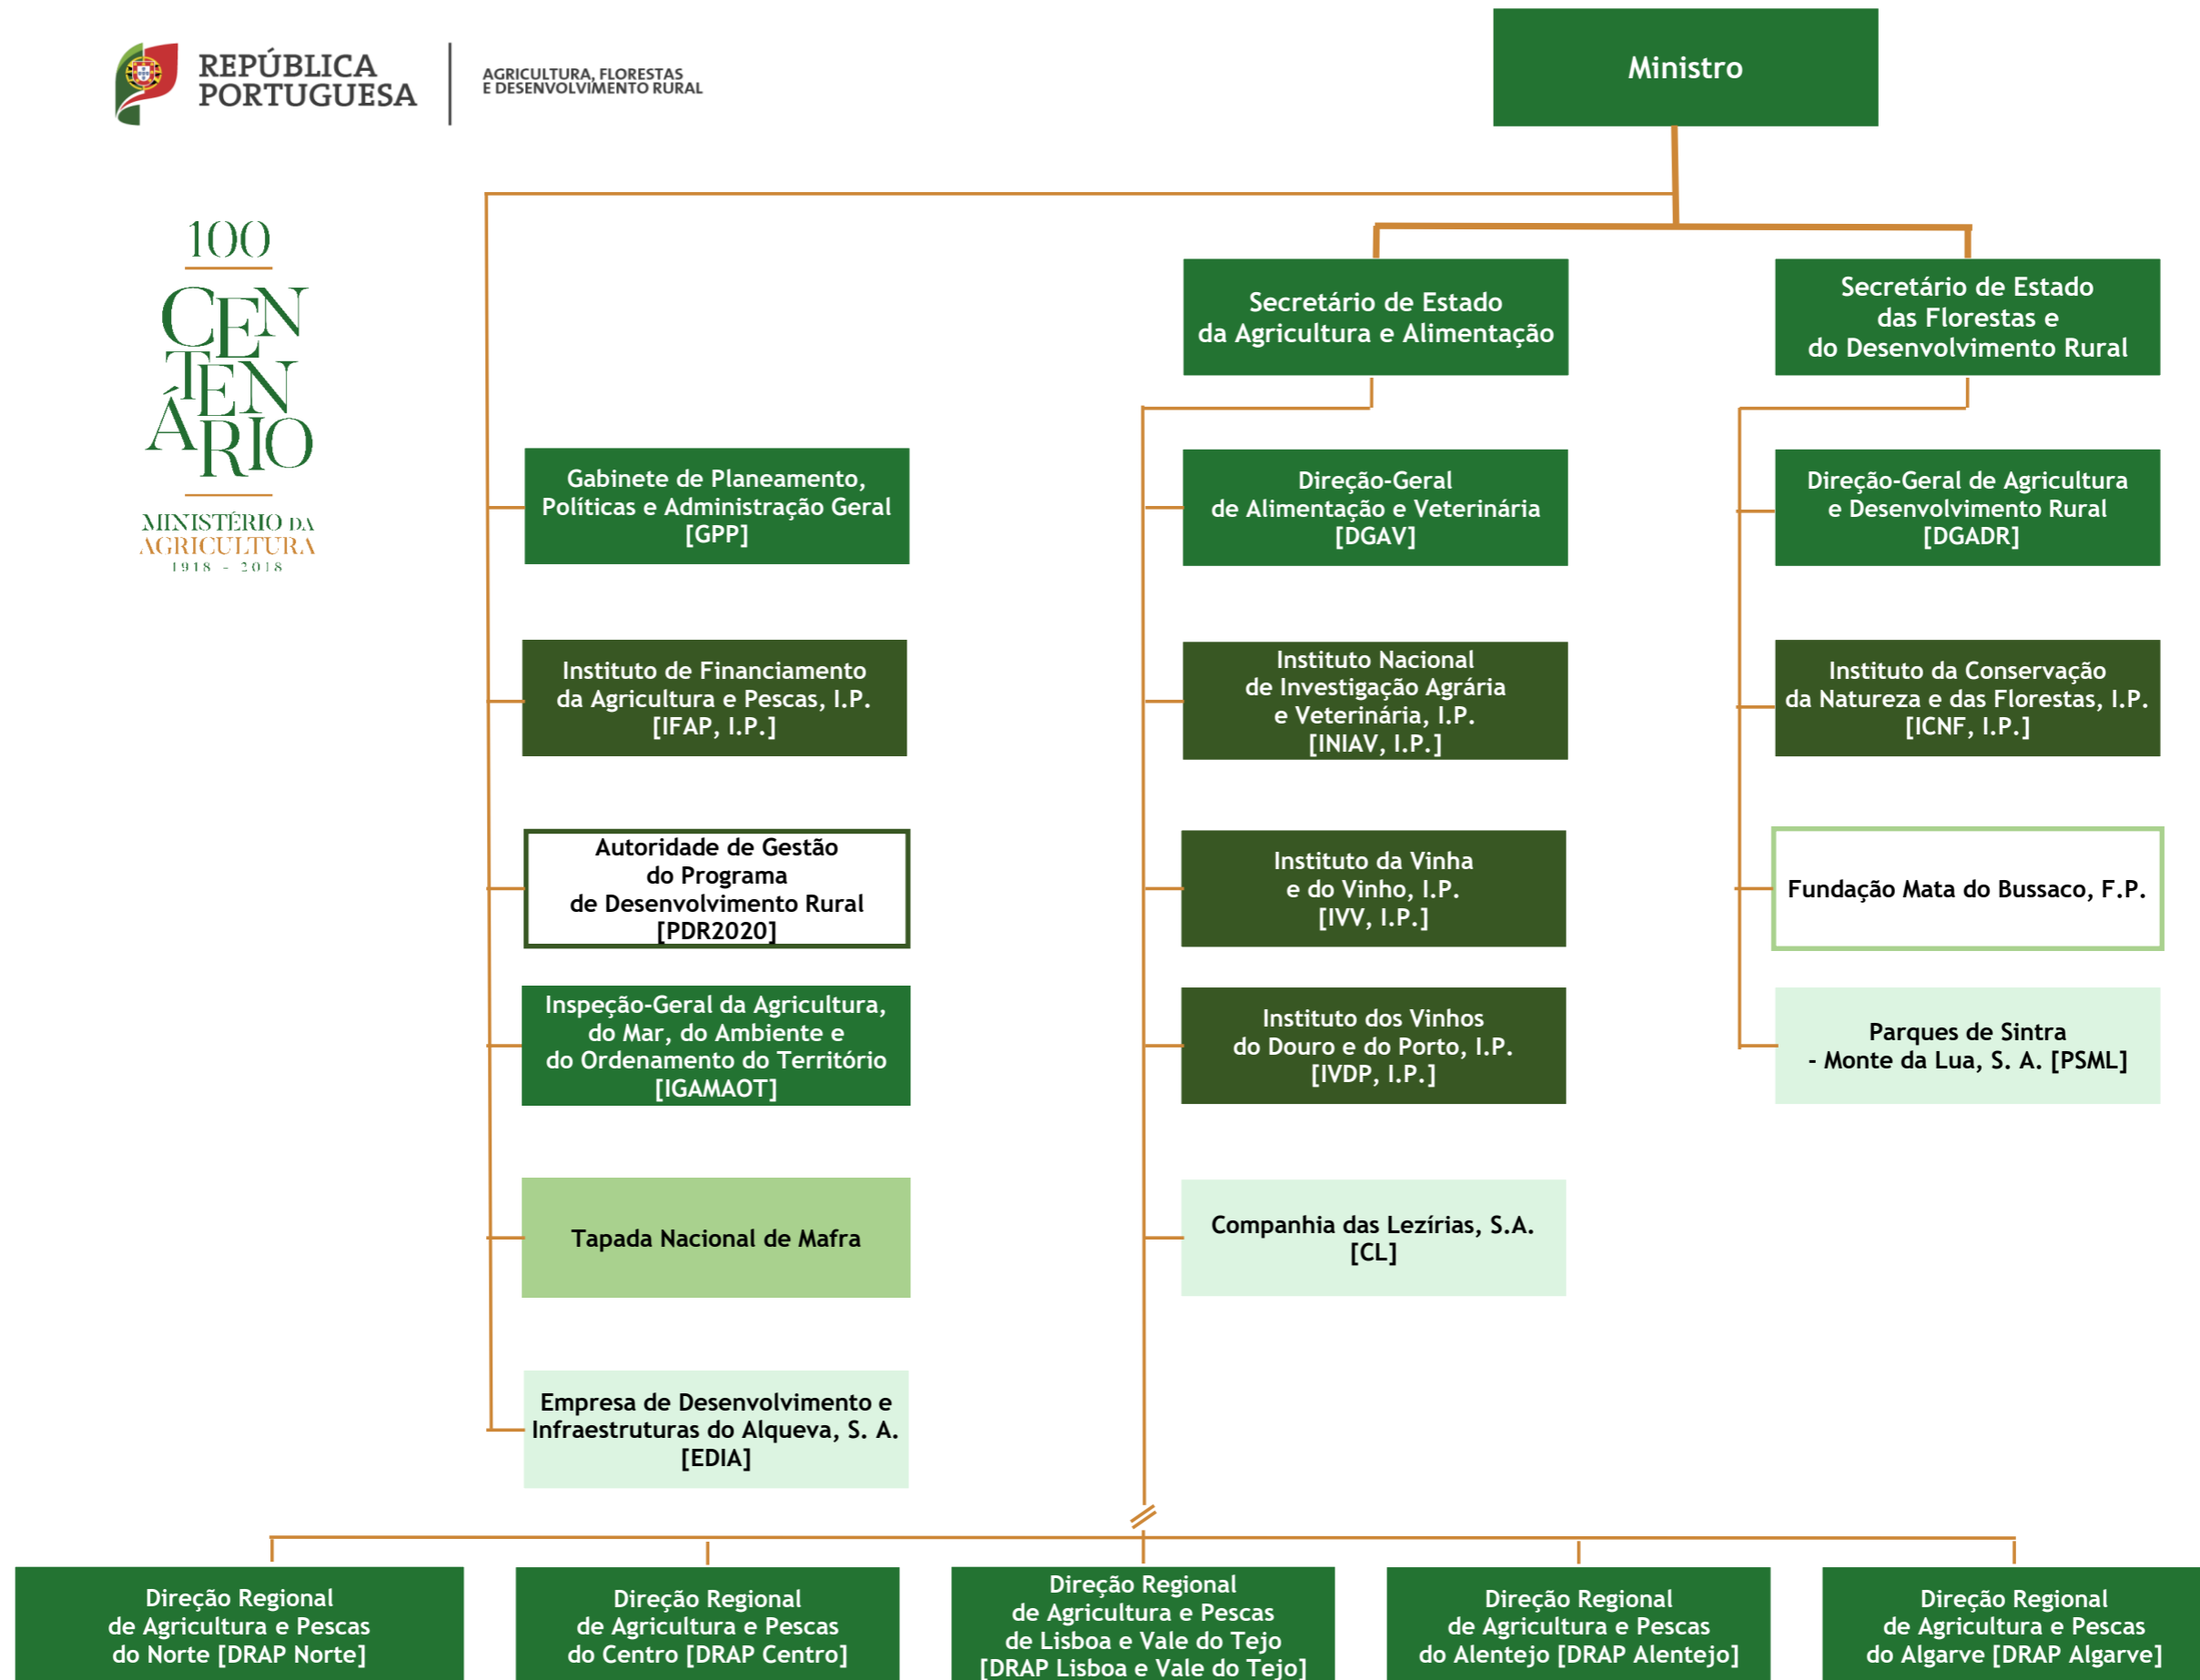 REPÚBLICA
PORTUGUESA
AGRICULTURA, FLORESTAS
E DESENVOLVIMENTO RURAL
Ministro
100
CEN
TEN
ÁRIO
MINISTÉRIO DA
AGRICULTURA
1918 - 2018
Secretário de Estado
da Agricultura e Alimentação
Secretário de Estado
das Florestas e
do Desenvolvimento Rural
Gabinete de Planeamento,
Políticas e Administração Geral
[GPP]
Direção-Geral
de Alimentação e Veterinária
[DGAV]
Direção-Geral de Agricultura
e Desenvolvimento Rural
[DGADR]
Instituto de Financiamento
da Agricultura e Pescas, I.P.
[IFAP, I.P.]
Instituto Nacional
de Investigação Agrária
e Veterinária, I.P.
[INIAV, I.P.]
Instituto da Conservação
da Natureza e das Florestas, I.P.
[ICNF, I.P.]
Autoridade de Gestão
do Programa
de Desenvolvimento Rural
[PDR2020]
Instituto da Vinha
e do Vinho, I.P.
[IVV, I.P.]
Fundação Mata do Bussaco, F.P.
Inspeção-Geral da Agricultura,
do Mar, do Ambiente e
do Ordenamento do Território
[IGAMAOT]
Instituto dos Vinhos
do Douro e do Porto, I.P.
[IVDP, I.P.]
Parques de Sintra
- Monte da Lua, S. A. [PSML]
Tapada Nacional de Mafra
Companhia das Lezírias, S.A.
[CL]
Empresa de Desenvolvimento e
Infraestruturas do Alqueva, S. A.
[EDIA]
Direção Regional
de Agricultura e Pescas
do Norte [DRAP Norte]
Direção Regional
de Agricultura e Pescas
do Centro [DRAP Centro]
Direção Regional
de Agricultura e Pescas
de Lisboa e Vale do Tejo
[DRAP Lisboa e Vale do Tejo]
Direção Regional
de Agricultura e Pescas
do Alentejo [DRAP Alentejo]
Direção Regional
de Agricultura e Pescas
do Algarve [DRAP Algarve]